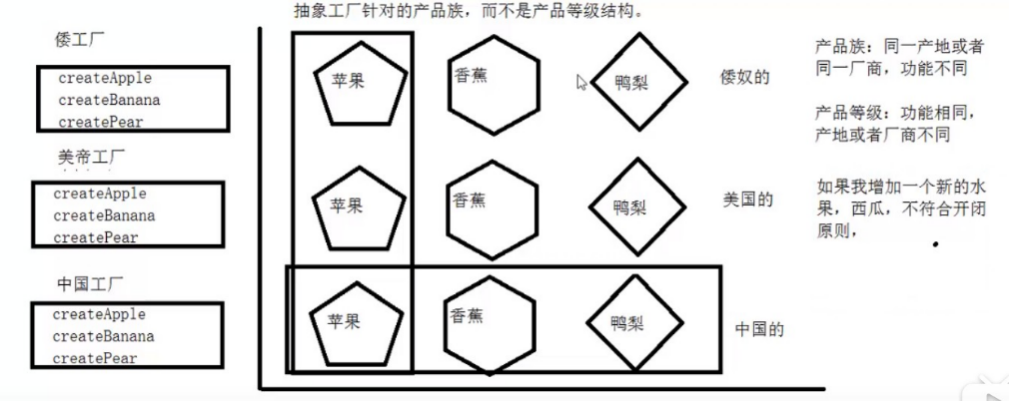 抽象工厂针对的产品族，而不是产品等级结构。
倭工厂
createApple
createBanana
createPear
美帝工厂
createApple
createBanana
createPear
中国工厂
createApple
createBanana
createPear
苹果
香蕉
鸭梨
倭奴的
苹果
香蕉
鸭梨
美国的
苹果
香蕉
鸭梨
中国的
产品族：同一产地或者
同一厂商，功能不同
产品等级：功能相同，
产地或者厂商不同
如果我增加一个新的水
果，西瓜，不符合开闭
原则，